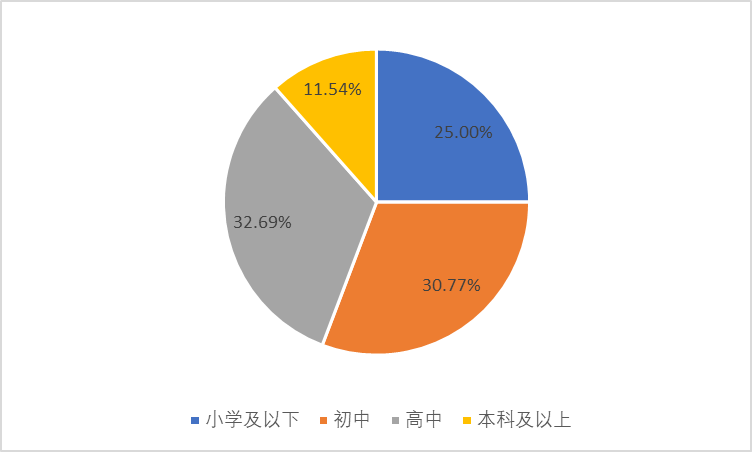 11.54%
25.00%
32.69%
30.77%
小学及以下 初中 高中 本科及以上